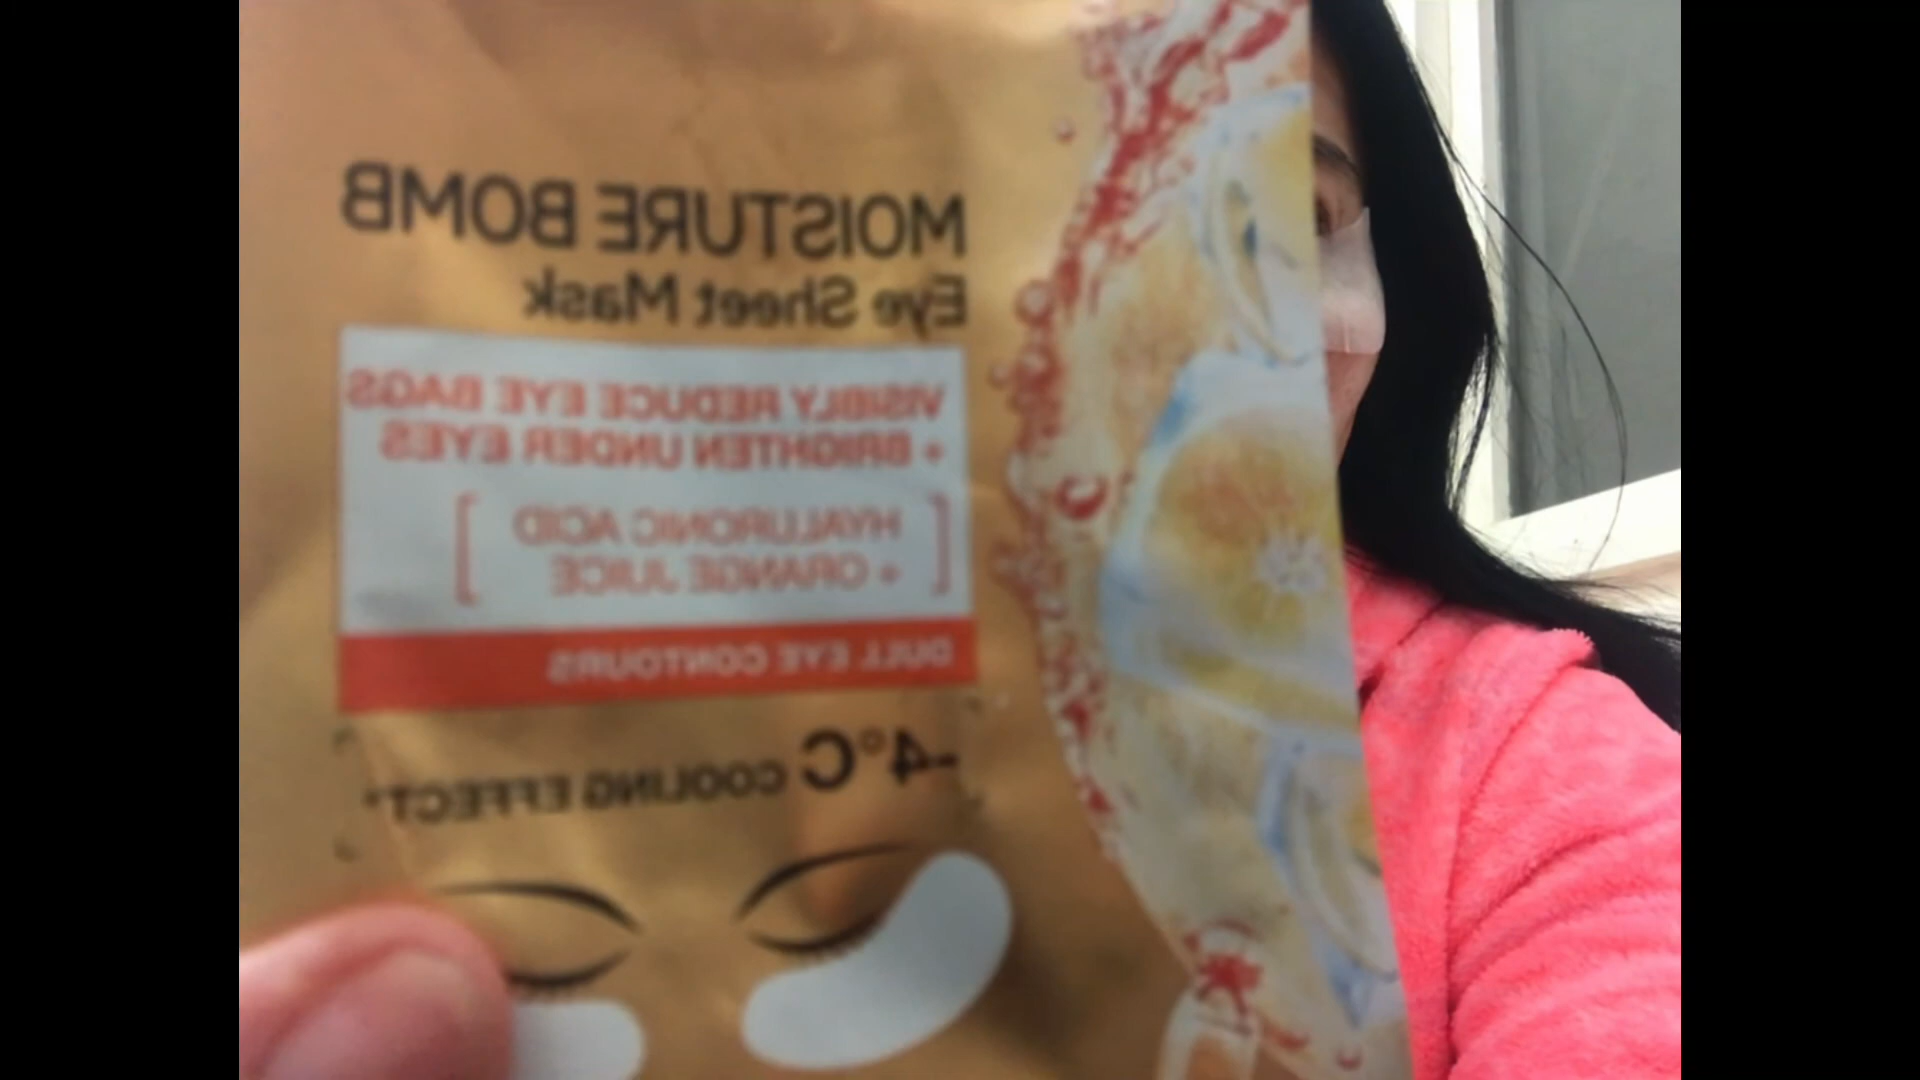 MOISTURE BOMB
Eye Sheet Mask
VISIBLY REDUCE EYE BAGS
+ BRIGHTEN UNDER EYES
[ HYALURONIC ACID
+ ORANGE JUICE ]
DULL EYE CONTOURS
-4°C COOLING EFFECT*